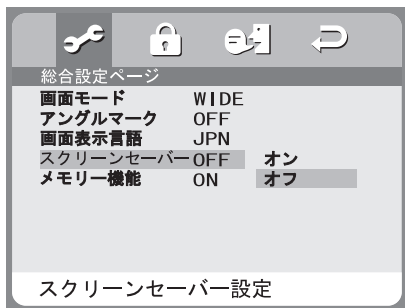 総合設定ページ
画面モード WIDE
アングルマーク OFF
画面表示言語 JPN
スクリーンセーバー OFF オン
メモリー機能 ON オフ
スクリーンセーバー設定